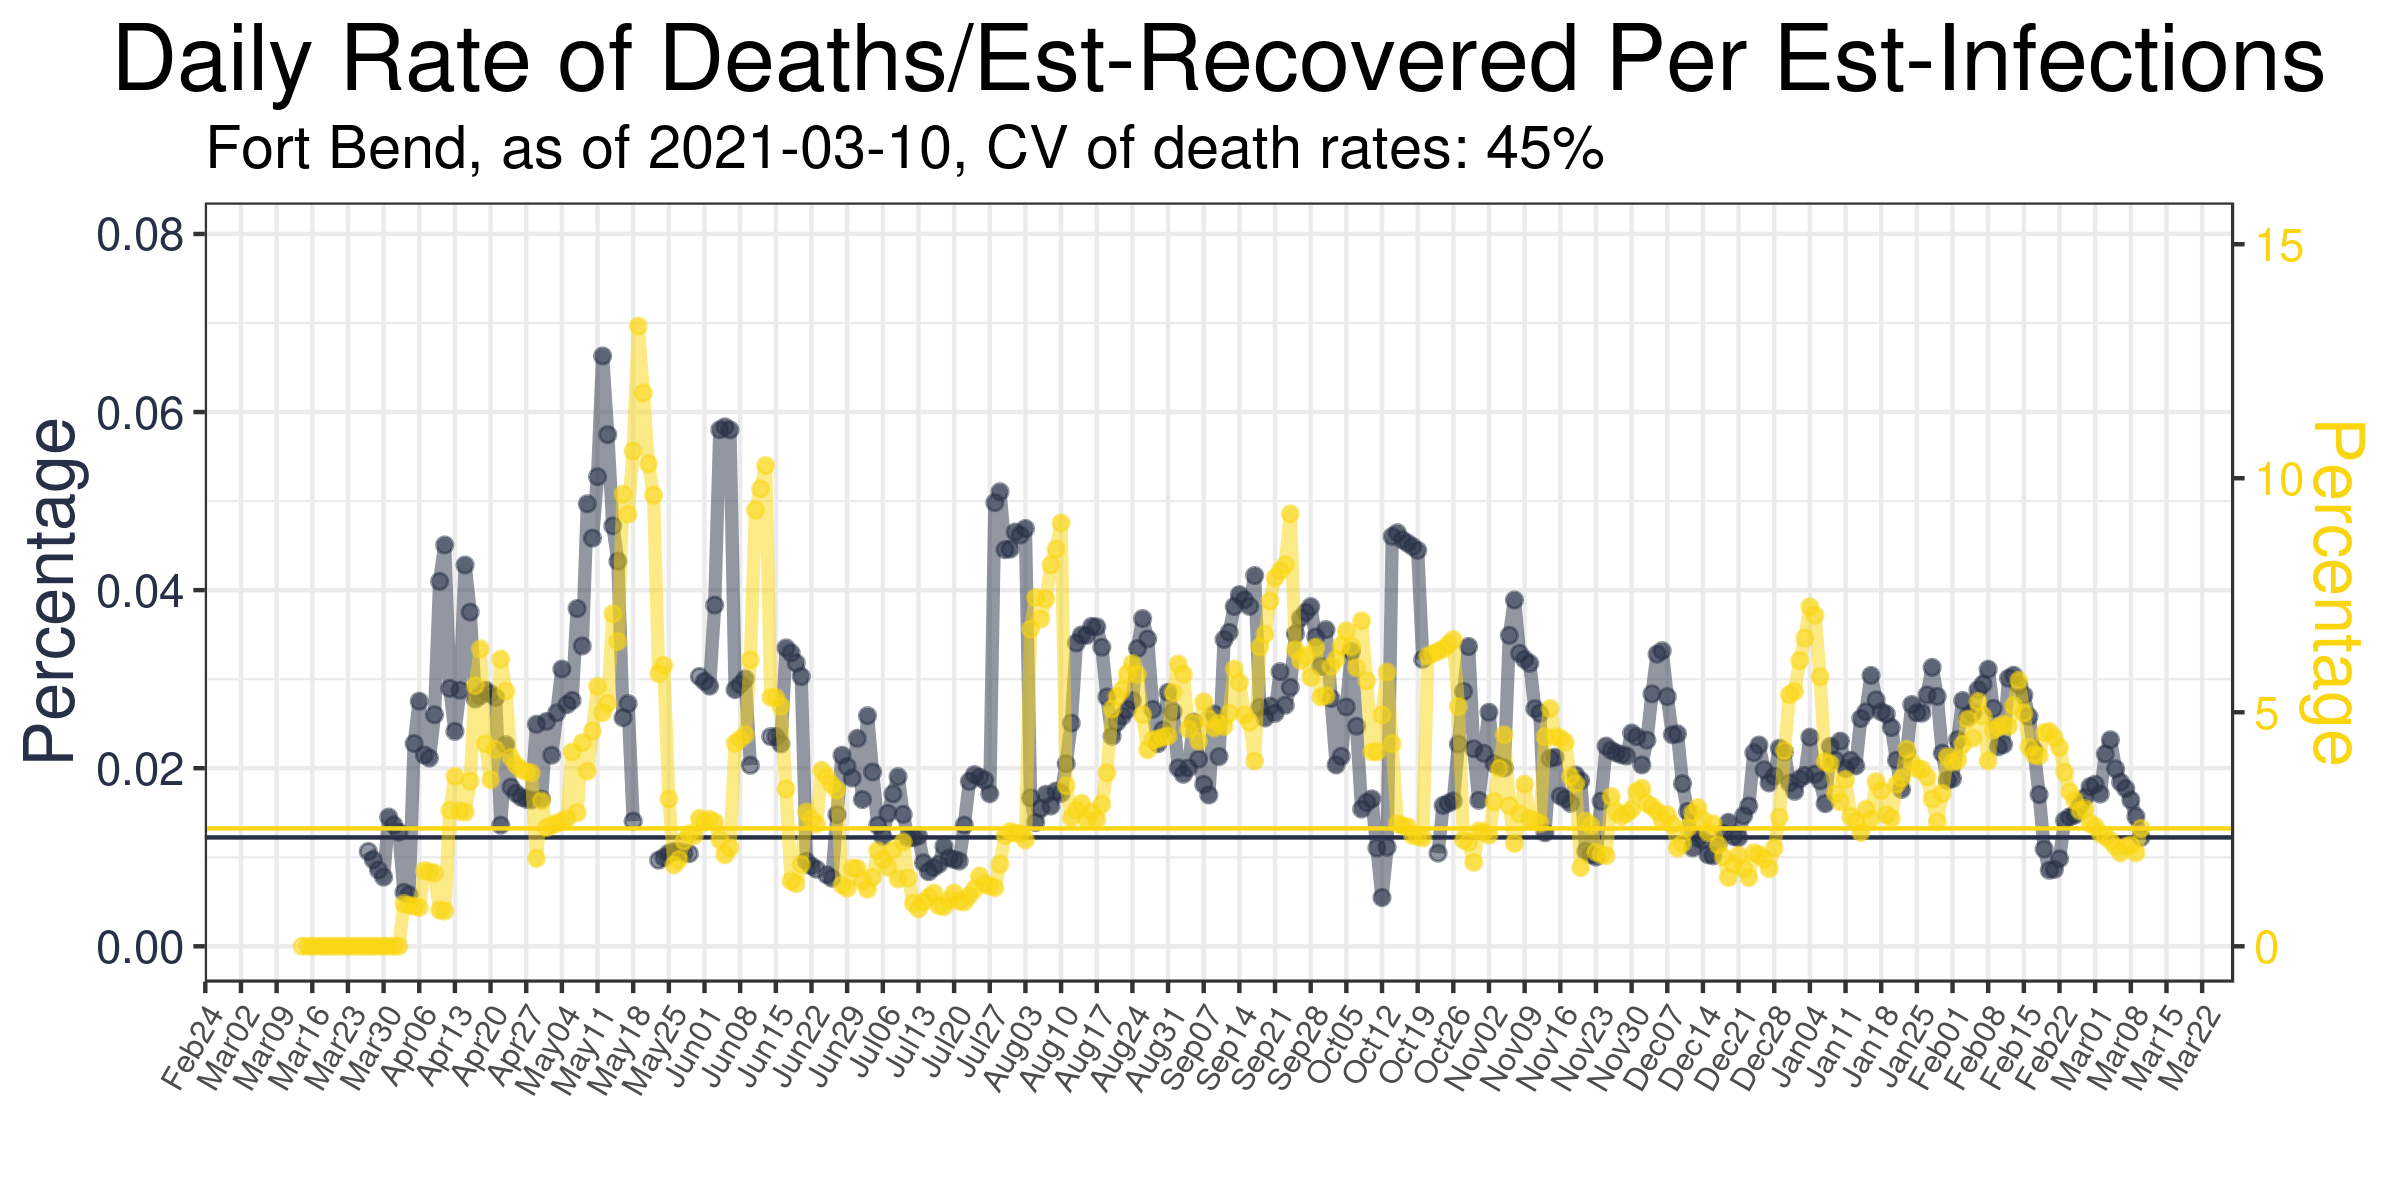 Daily Rate of Deaths/Est-Recovered Per Est-Infections
Fort Bend, as of 2021-03-10, CV of death rates: 45%
Percentage
0.08
0.06
0.04
0.02
0.00
15
10
5
0
Percentage
Feb24
Mar02
Mar09
Mar16
Mar23
Mar30
Apr06
Apr13
Apr20
Apr27
May04
May11
May18
May25
Jun01
Jun08
Jun15
Jun22
Jun29
Jul06
Jul13
Jul20
Jul27
Aug03
Aug10
Aug17
Aug24
Aug31
Sep07
Sep14
Sep21
Sep28
Oct05
Oct12
Oct19
Oct26
Nov02
Nov09
Nov16
Nov23
Nov30
Dec07
Dec14
Dec21
Dec28
Jan04
Jan11
Jan18
Jan25
Feb01
Feb08
Feb15
Feb22
Mar01
Mar08
Mar15
Mar22